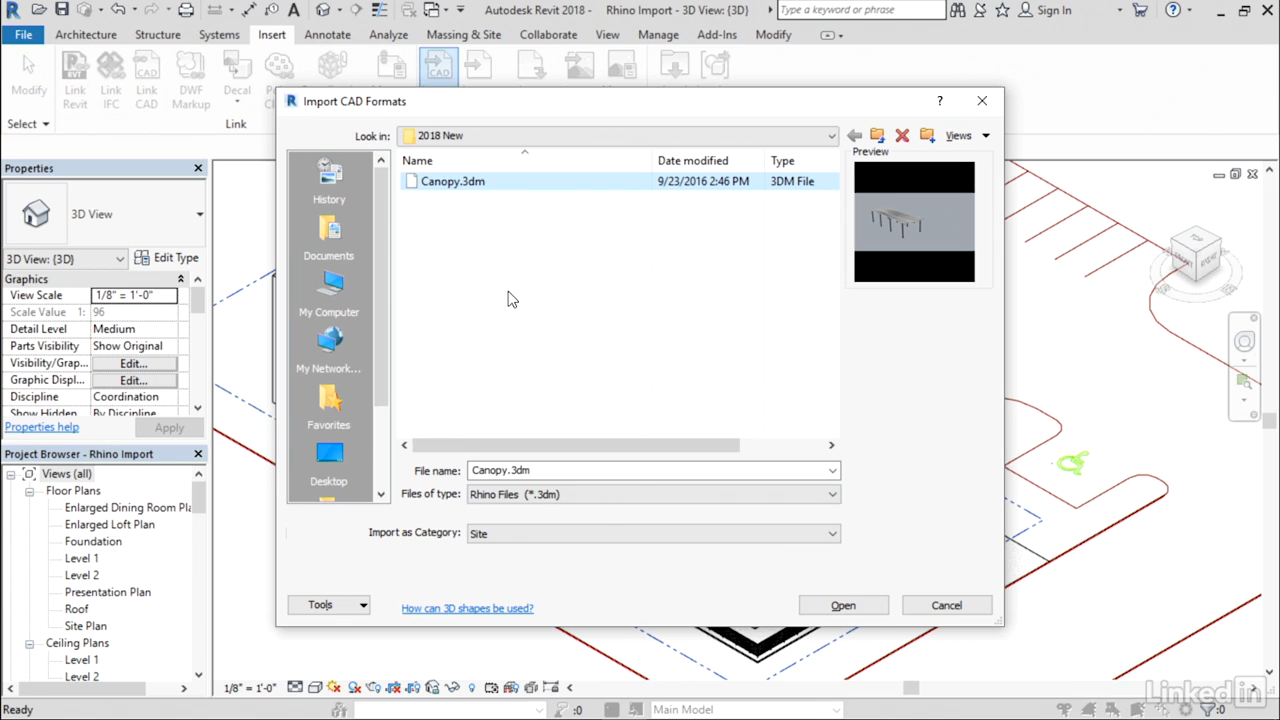 Autodesk Revit 2018 - Rhino Import - 3D View: {3D}
Type a keyword or phrase
Sign In
File Architecture Structure Systems Insert Annotate Analyze Massing & Site Collaborate View Manage Add-Ins Modify
Modify
Link Revit
Link IFC
Link CAD
DWF Markup
Decal
CAD
Select
Link
Import CAD Formats
Look in: 2018 New
Views
Name Date modified Type
Canopy.3dm 9/23/2016 2:46 PM 3DM File
Preview
History
Documents
My Computer
My Network...
Favorites
Desktop
File name: Canopy.3dm
Files of type: Rhino Files (*.3dm)
Import as Category: Site
Tools
How can 3D shapes be used?
Open
Cancel
Properties
3D View
3D View: {3D}
Edit Type
Graphics
View Scale 1/8" = 1'-0"
Scale Value 1: 96
Detail Level Medium
Parts Visibility Show Original
Visibility/Grap... Edit...
Graphic Displ... Edit...
Discipline Coordination
Show Hidden By Discipline
Properties help
Apply
Project Browser - Rhino Import
Views (all)
Floor Plans
Enlarged Dining Room Pla
Enlarged Loft Plan
Foundation
Level 1
Level 2
Presentation Plan
Roof
Site Plan
Ceiling Plans
Level 1
Level 2
TOP
1/8" = 1'-0"
Ready
:0
Main Model
:0
Linked in